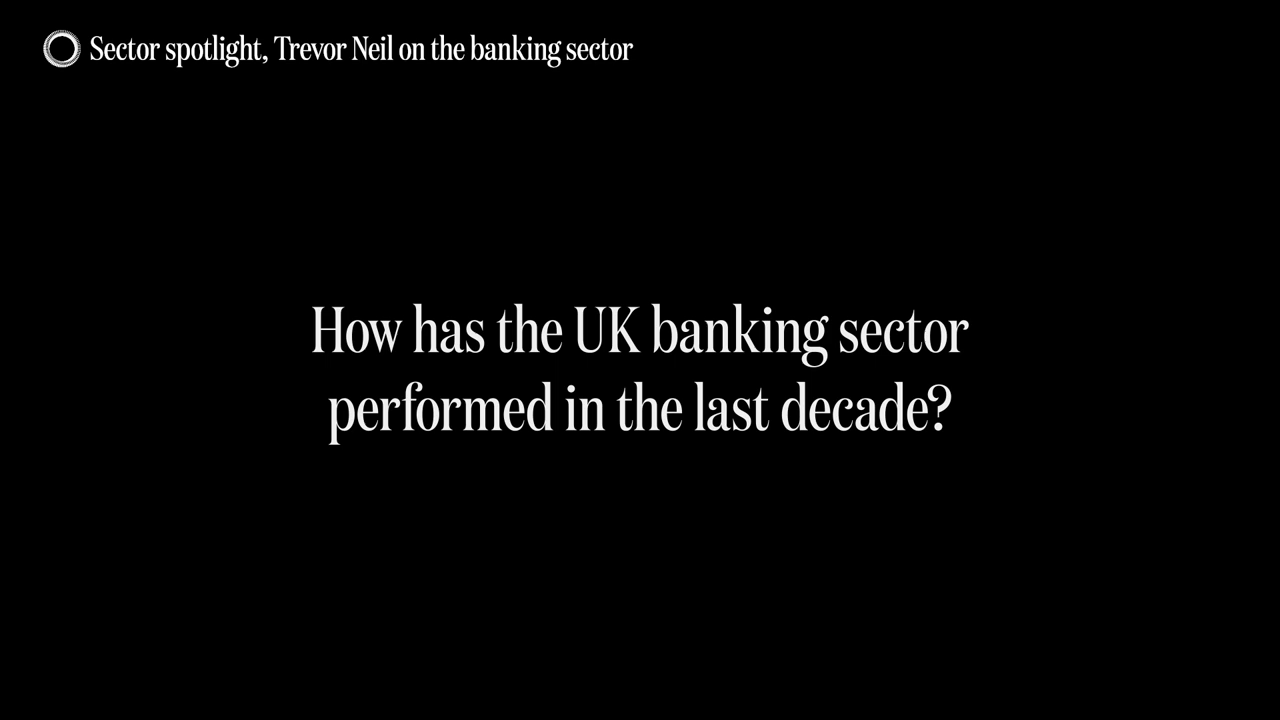 Sector spotlight, Trevor Neil on the banking sector
How has the UK banking sector
performed in the last decade?